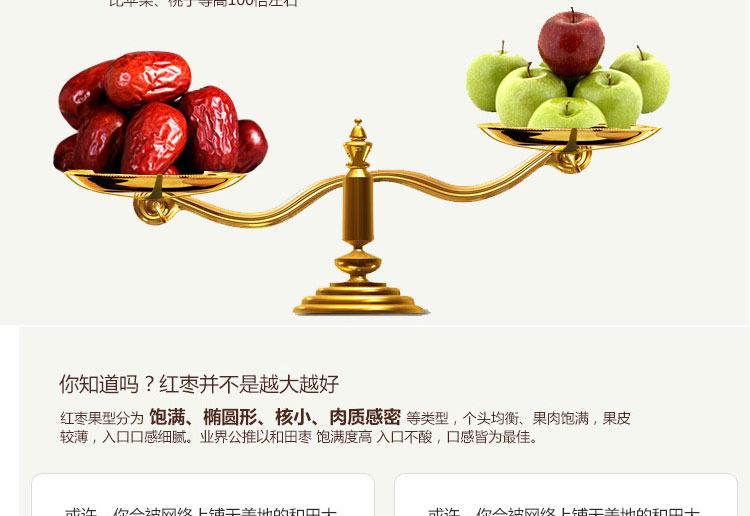 比苹果、桃子等高100倍左右
你知道吗？红枣并不是越大越好
红枣果型分为 饱满、椭圆形、核小、肉质感密 等类型，个头均衡、果肉饱满，果皮
较薄，入口口感细腻。业界公推以和田枣 饱满度高 入口不酸，口感皆为最佳。
或许，你会被网络上铺天盖地的和田大 或许，你会被网络上铺天盖地的和田大